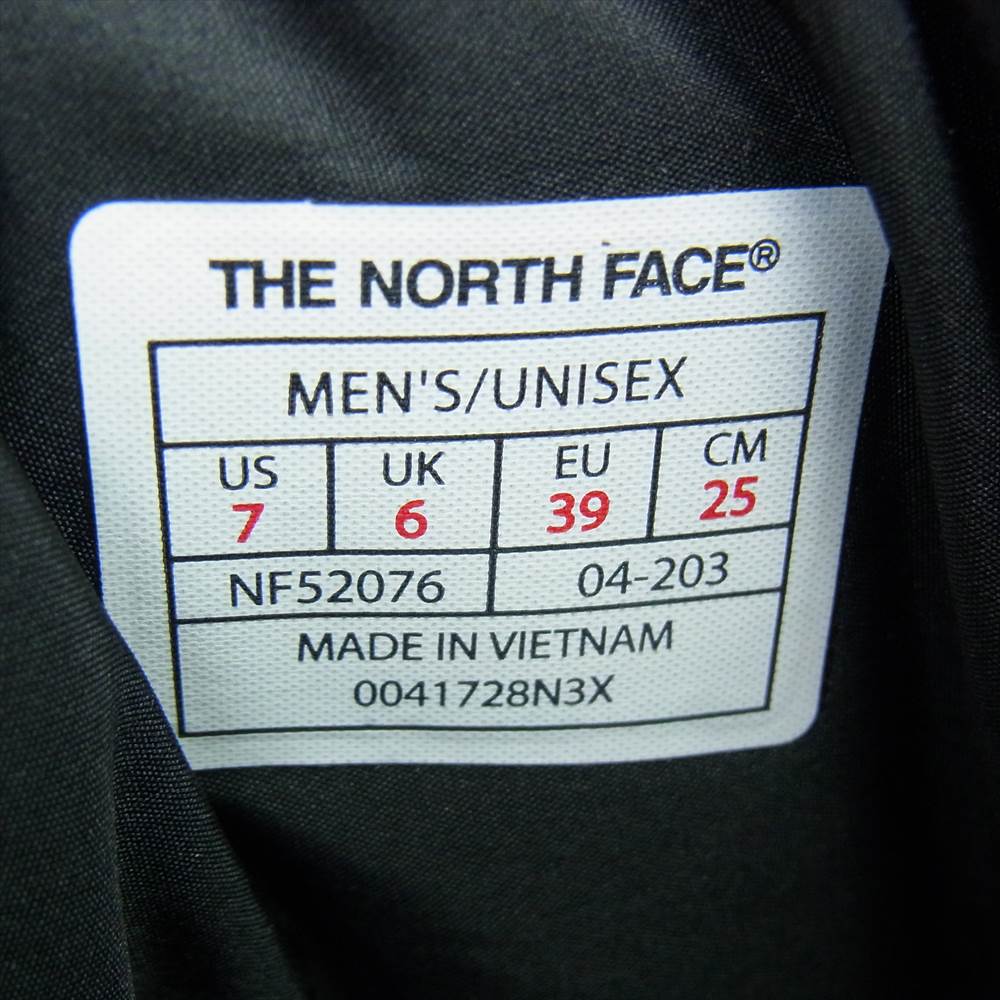 THE NORTH FACE®
MEN'S/UNISEX
US UK EU CM
7 6 39 25
NF52076 04-203
MADE IN VIETNAM
0041728N3X